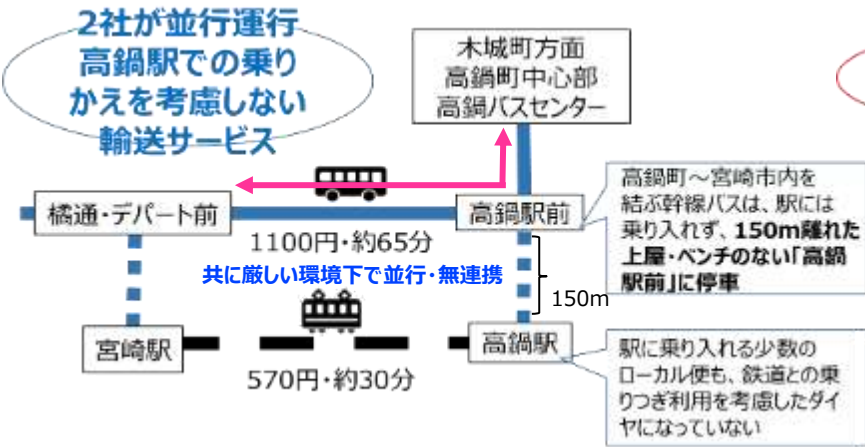 2社が並行運行
高鍋駅での乗り
かえを考慮しない
輸送サービス
木城町方面
高鍋町中心部
高鍋バスセンター
橘通・デパート前
高鍋駅前
1100円・約65分
共に厳しい環境下で並行・無連携
150m
宮崎駅
高鍋駅
570円・約30分
高鍋町～宮崎市内を
結ぶ幹線バスは、駅には
乗り入れず、150m離れた
上屋・ベンチのない「高鍋
駅前」に停車
駅に乗り入れる少数の
ローカル便も、鉄道との乗
りつぎ利用を考慮したダイ
ヤになっていない